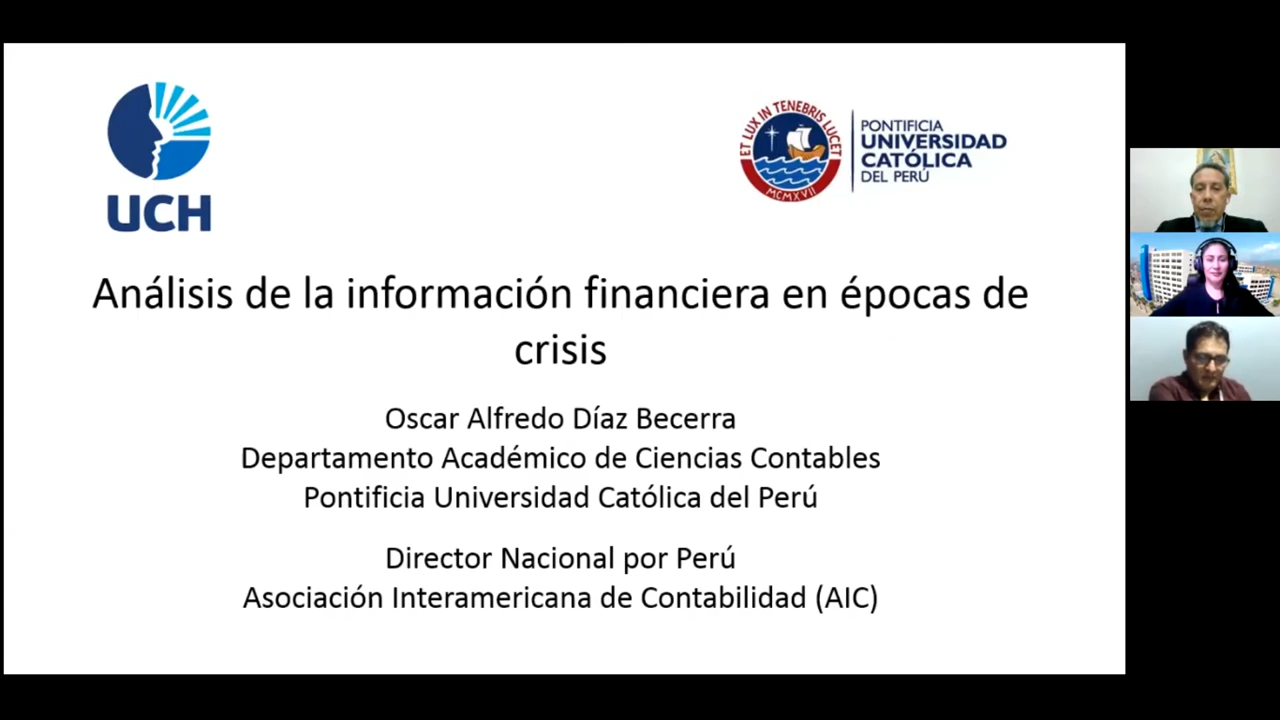 UCH
ET LUX IN TENEBRIS LUCET
MCMXVII
PONTIFICIA
UNIVERSIDAD
CATÓLICA
DEL PERÚ
Análisis de la información financiera en épocas de
crisis
Oscar Alfredo Díaz Becerra
Departamento Académico de Ciencias Contables
Pontificia Universidad Católica del Perú
Director Nacional por Perú
Asociación Interamericana de Contabilidad (AIC)